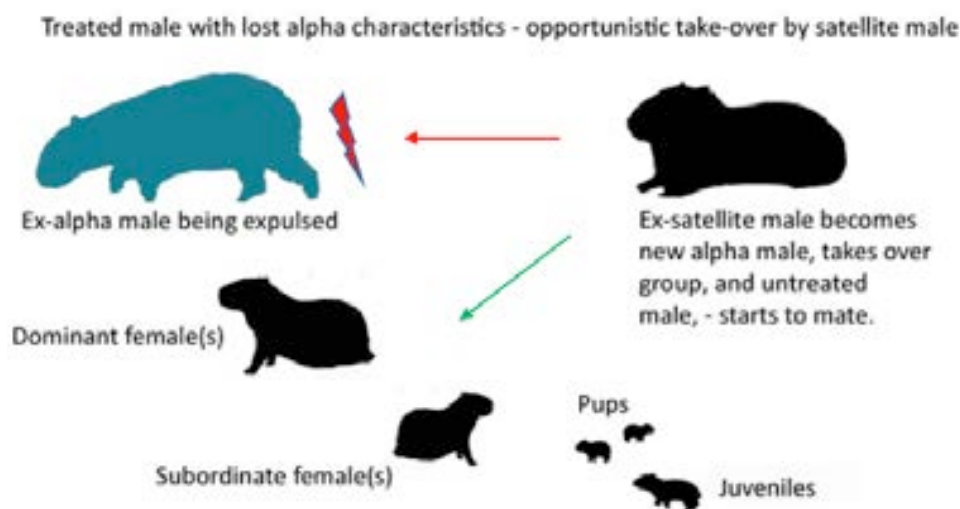 Treated male with lost alpha characteristics - opportunistic take-over by satellite male
Ex-alpha male being expulsed
Ex-satellite male becomes
new alpha male, takes over
group, and untreated
male, - starts to mate.
Dominant female(s)
Pups
Subordinate female(s)
Juveniles